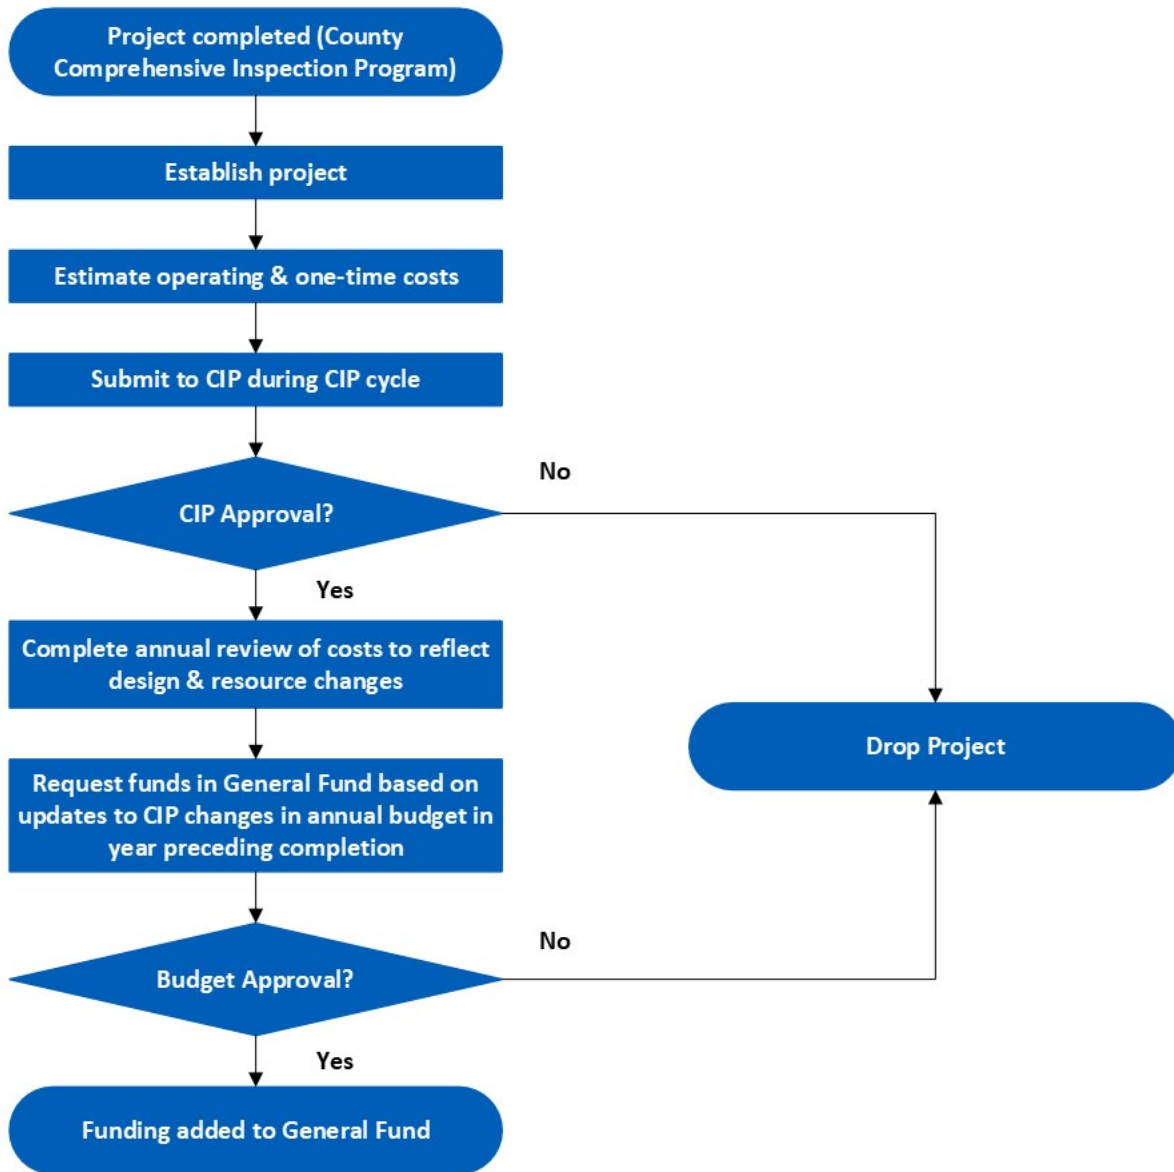 Project completed (County
Comprehensive Inspection Program)
Establish project
Estimate operating & one-time costs
Submit to CIP during CIP cycle
No
CIP Approval?
Yes
Complete annual review of costs to reflect
design & resource changes
Drop Project
Request funds in General Fund based on
updates to CIP changes in annual budget in
year preceding completion
No
Budget Approval?
Yes
Funding added to General Fund